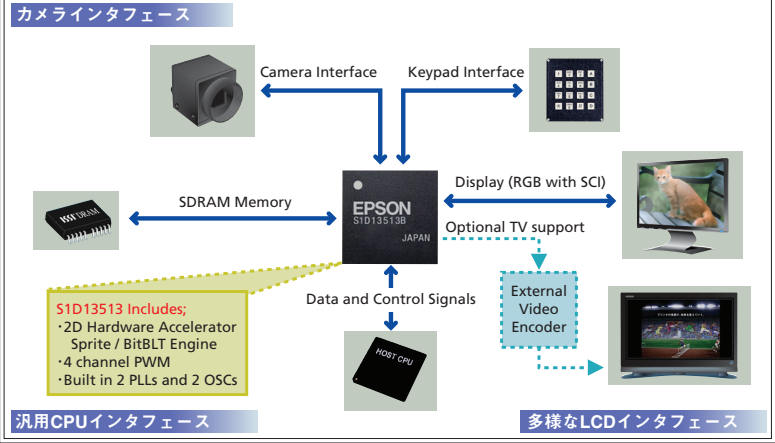 カメラインタフェース
Camera Interface
Keypad Interface
SDRAM Memory
ISSI DRAM
EPSON
S1D13513B
JAPAN
Display (RGB with SCI)
Optional TV support
External
Video
Encoder
Data and Control Signals
HOST CPU
S1D13513 Includes;
・2D Hardware Accelerator
Sprite / BitBLT Engine
・4 channel PWM
・Built in 2 PLLs and 2 OSCs
汎用CPUインタフェース
多様なLCDインタフェース